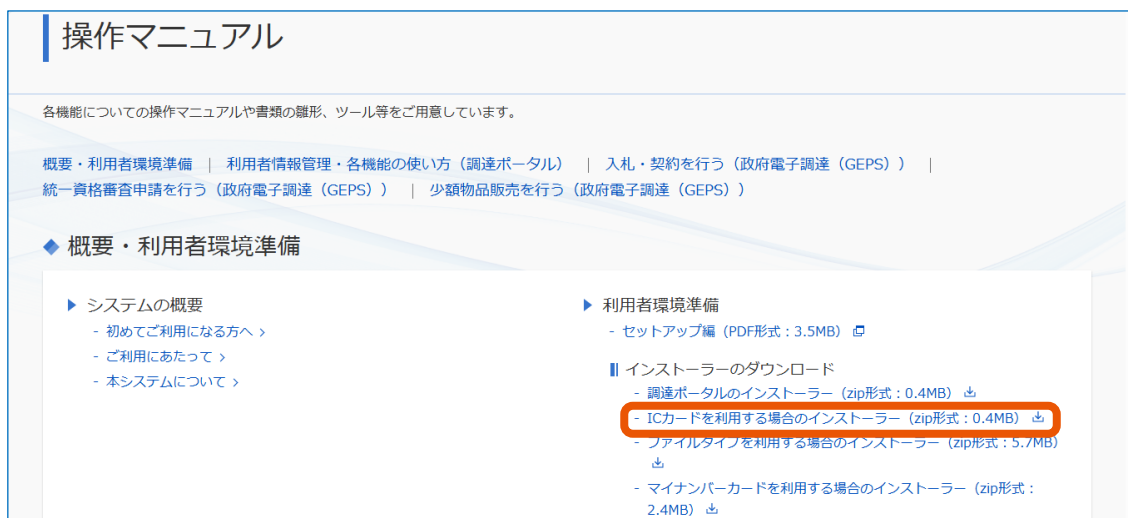 操作マニュアル
各機能についての操作マニュアルや書類の雛形、ツール等をご用意しています。
概要・利用者環境準備 | 利用者情報管理・各機能の使い方（調達ポータル） | 入札・契約を行う（政府電子調達（GEPS）） |
統一資格審査申請を行う（政府電子調達（GEPS）） | 少額物品販売を行う（政府電子調達（GEPS））
概要・利用者環境準備
システムの概要
- 初めてご利用になる方へ >
- ご利用にあたって >
- 本システムについて >
利用者環境準備
- セットアップ編（PDF形式：3.5MB）
インストーラーのダウンロード
- 調達ポータルのインストーラー（zip形式：0.4MB）
- ICカードを利用する場合のインストーラー（zip形式：0.4MB）
- ファイルタイプを利用する場合のインストーラー（zip形式：5.7MB）
- マイナンバーカードを利用する場合のインストーラー（zip形式：
2.4MB）